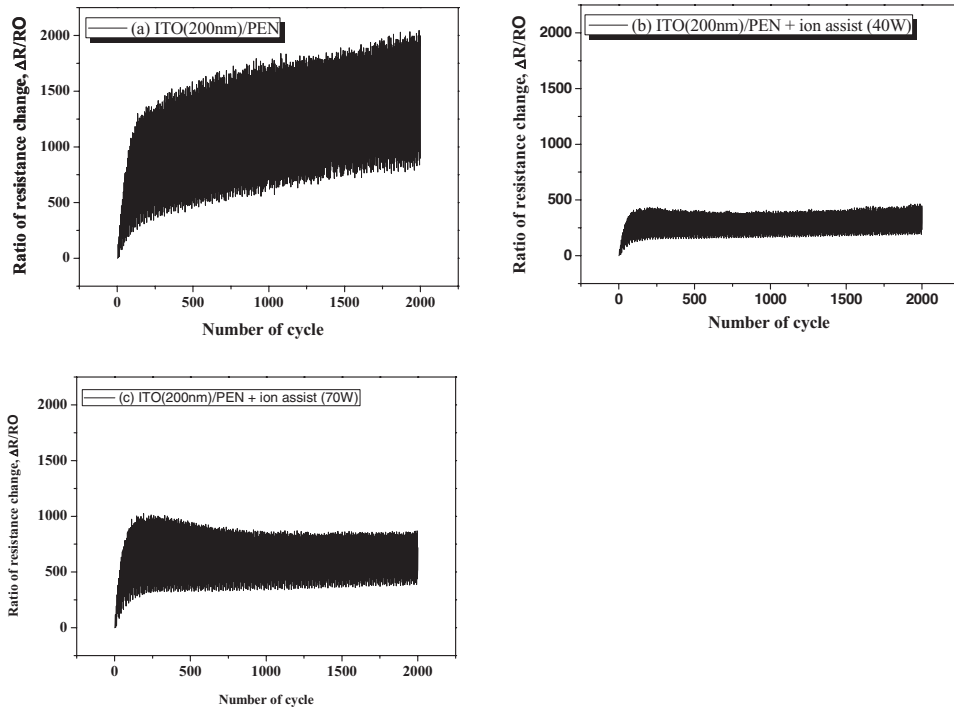 (a) ITO(200nm)/PEN
2000
1500
1000
500
0
Ratio of resistance change, ΔR/RO
0 500 1000 1500 2000
Number of cycle
(b) ITO(200nm)/PEN + ion assist (40W)
2000
1500
1000
500
0
Ratio of resistance change, ΔR/RO
0 500 1000 1500 2000
Number of cycle
(c) ITO(200nm)/PEN + ion assist (70W)
2000
1500
1000
500
0
Ratio of resistance change, ΔR/RO
0 500 1000 1500 2000
Number of cycle